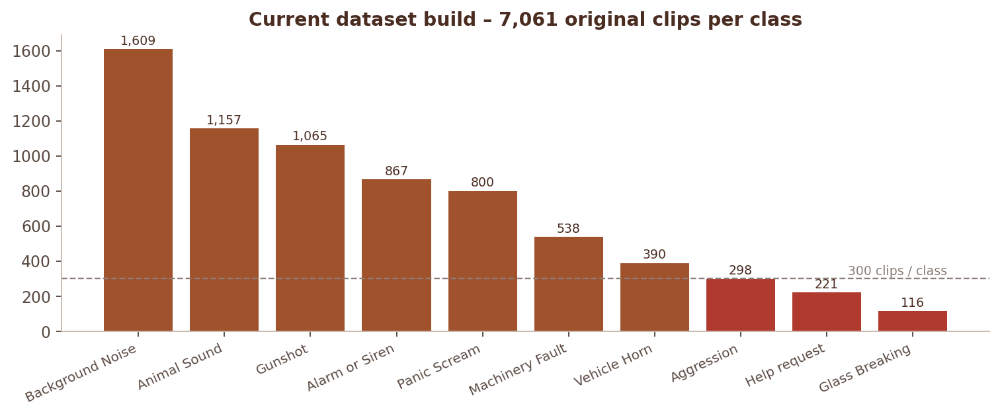 Current dataset build – 7,061 original clips per class
1,609
1600
1400
1,157
1200
1,065
1000
867
800
800
600
538
400
390
298
300 clips / class
221
200
116
0
Background Noise
Animal Sound
Gunshot
Alarm or Siren
Panic Scream
Machinery Fault
Vehicle Horn
Aggression
Help request
Glass Breaking